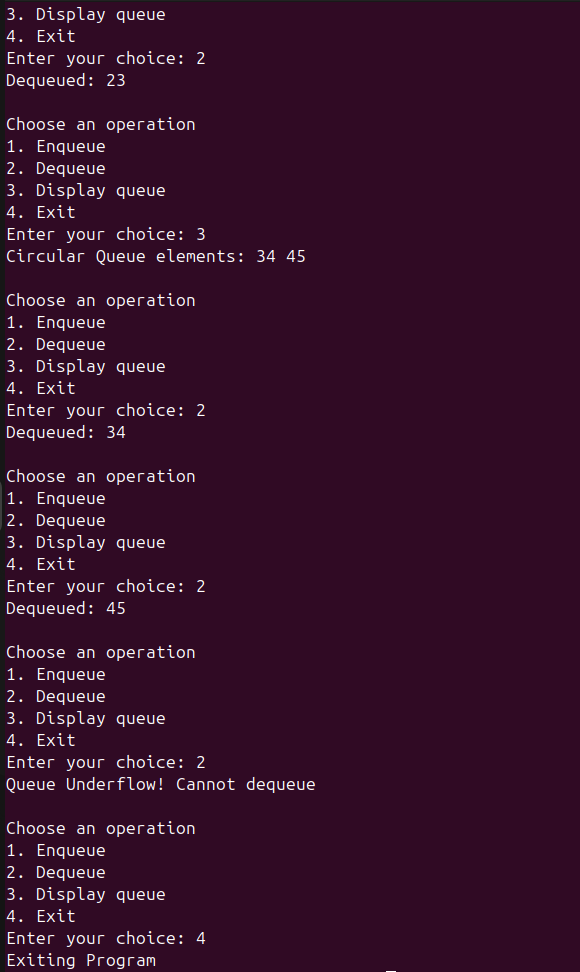 3. Display queue
4. Exit
Enter your choice: 2
Dequeued: 23

Choose an operation
1. Enqueue
2. Dequeue
3. Display queue
4. Exit
Enter your choice: 3
Circular Queue elements: 34 45

Choose an operation
1. Enqueue
2. Dequeue
3. Display queue
4. Exit
Enter your choice: 2
Dequeued: 34

Choose an operation
1. Enqueue
2. Dequeue
3. Display queue
4. Exit
Enter your choice: 2
Dequeued: 45

Choose an operation
1. Enqueue
2. Dequeue
3. Display queue
4. Exit
Enter your choice: 2
Queue Underflow! Cannot dequeue

Choose an operation
1. Enqueue
2. Dequeue
3. Display queue
4. Exit
Enter your choice: 4
Exiting Program